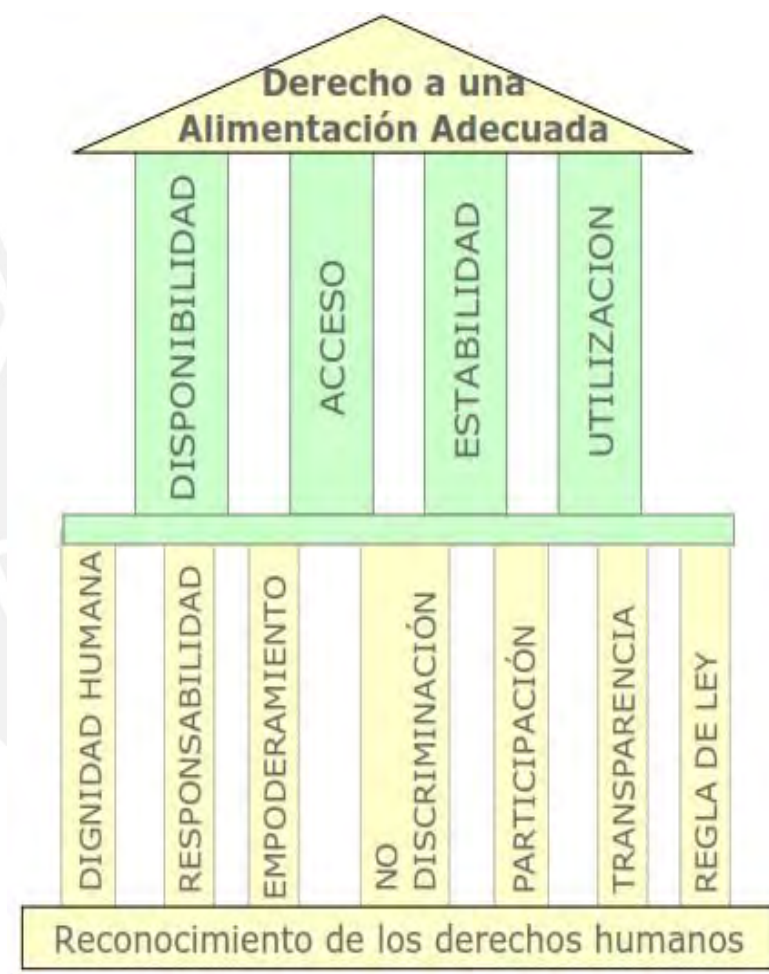 Derecho a una
Alimentación Adecuada
DISPONIBILIDAD
ACCESO
ESTABILIDAD
UTILIZACION
DIGNIDAD HUMANA
RESPONSABILIDAD
EMPODERAMIENTO
NO
DISCRIMINACIÓN
PARTICIPACIÓN
TRANSPARENCIA
REGLA DE LEY
Reconocimiento de los derechos humanos